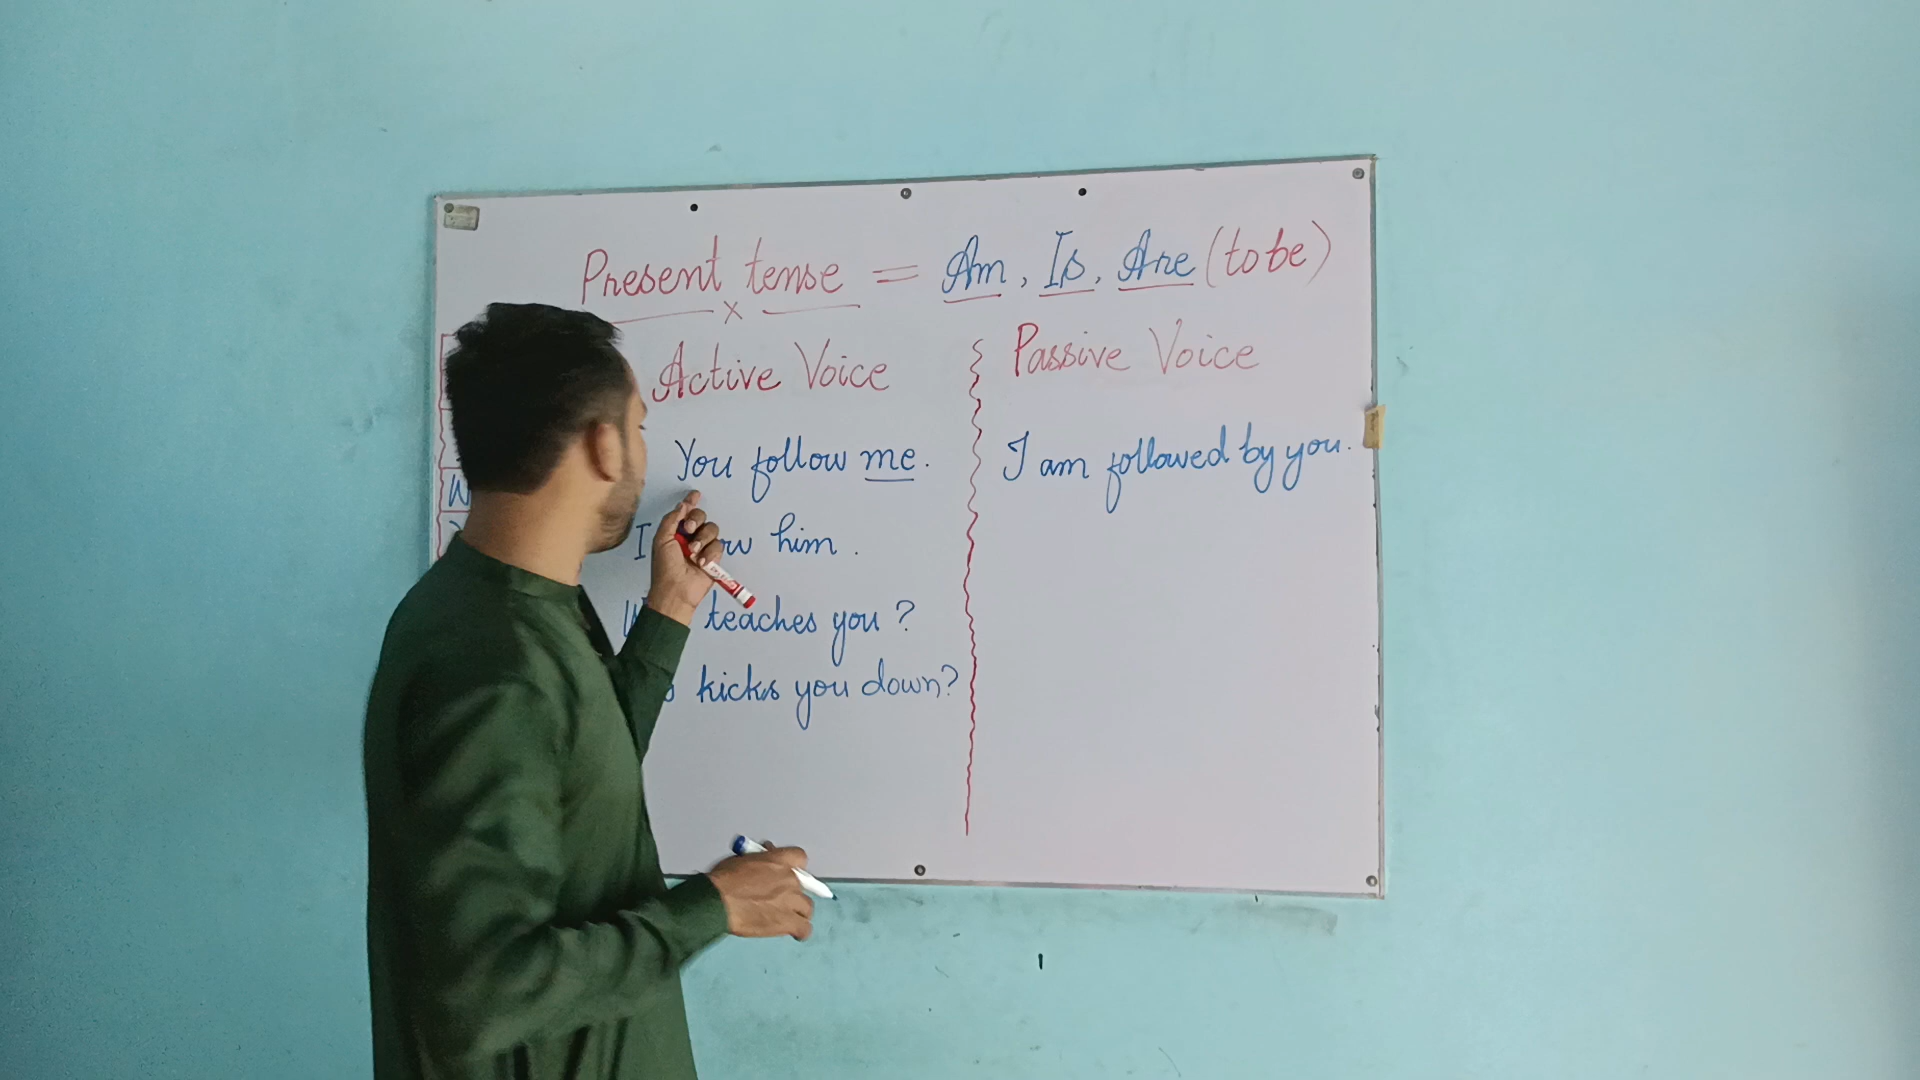 Present tense = Am, Is, Are (to be)
Active Voice
Passive Voice
You follow me.
I am followed by you.
I him.
teaches you?
kicks you down?